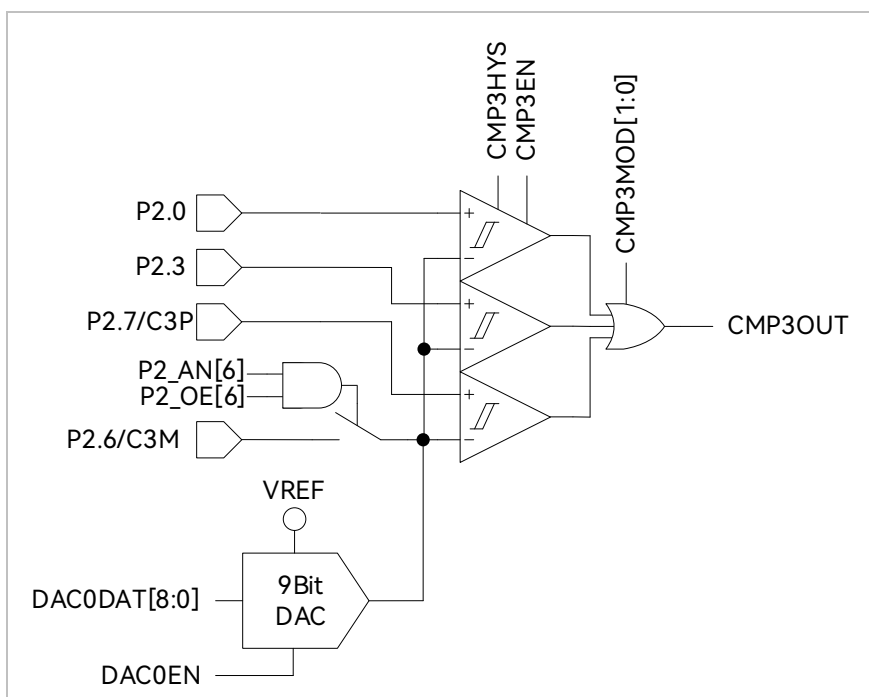 CMP3HYS
CMP3EN
CMP3MOD[1:0]
P2.0
+
−
P2.3
+
−
P2.7/C3P
CMP3OUT
P2_AN[6]
P2_OE[6]
+
−
P2.6/C3M
VREF
9Bit
DAC
DAC0DAT[8:0]
DAC0EN